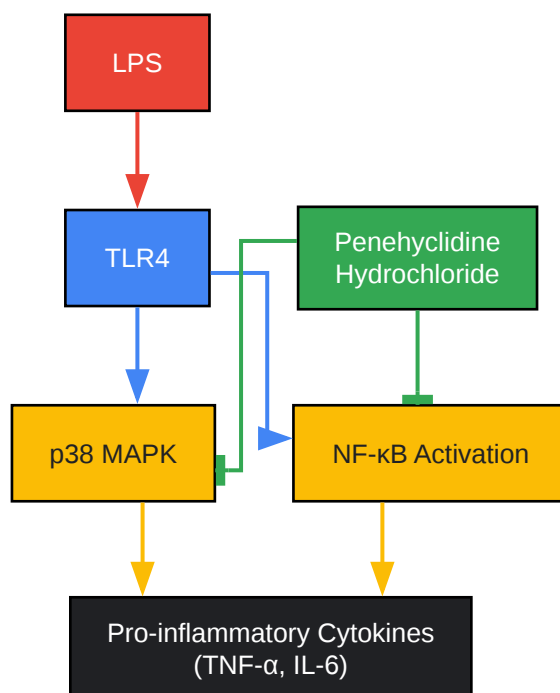 LPS
TLR4
Penehyclidine
Hydrochloride
p38 MAPK
NF-κB Activation
Pro-inflammatory Cytokines
(TNF-α, IL-6)